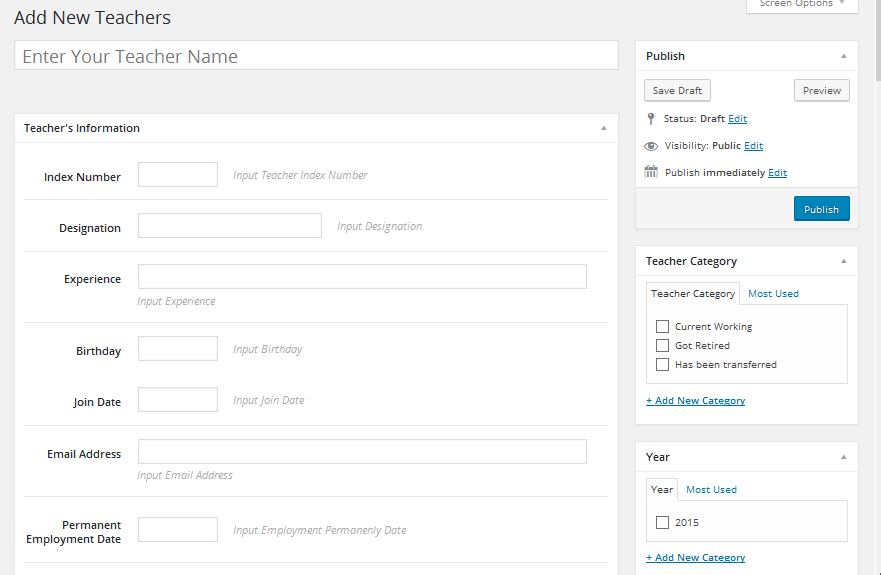 Add New Teachers
Screen Options
Enter Your Teacher Name
Teacher's Information
Index Number
Input Teacher Index Number
Designation
Input Designation
Experience
Input Experience
Birthday
Input Birthday
Join Date
Input Join Date
Email Address
Input Email Address
Permanent
Employment Date
Input Employment Permanenly Date
Publish
Save Draft
Preview
Status: Draft Edit
Visibility: Public Edit
Publish immediately Edit
Publish
Teacher Category
Teacher Category Most Used
Current Working
Got Retired
Has been transferred
+ Add New Category
Year
Year Most Used
2015
+ Add New Category